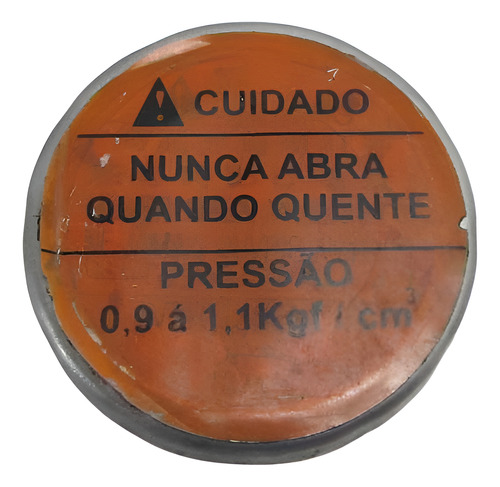 CUIDADO
NUNCA ABRA
QUANDO QUENTE
PRESSÃO
0,9 á 1,1Kgf / cm³